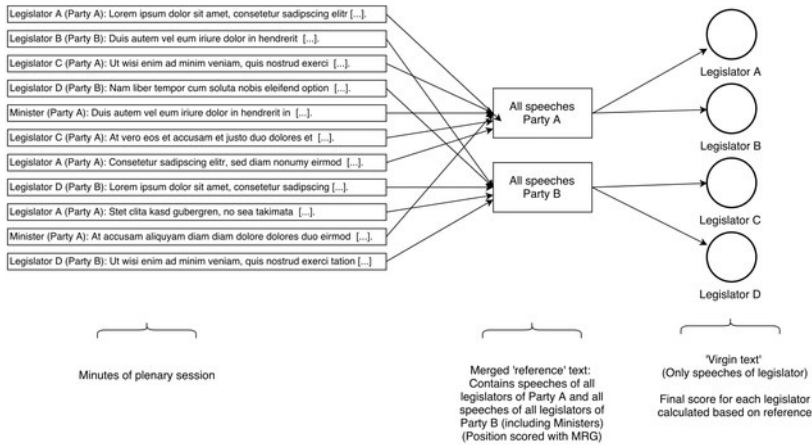 Legislator A (Party A): Lorem ipsum dolor sit amet, consetetur sadipscing elitr [...].
Legislator B (Party B): Duis autem vel eum iriure dolor in hendrerit [...].
Legislator C (Party A): Ut wisi enim ad minim veniam, quis nostrud exerci [...].
Legislator D (Party B): Nam liber tempor cum soluta nobis eleifend option [...].
Minister (Party A): Duis autem vel eum iriure dolor in hendrerit in [...].
Legislator C (Party A): At vero eos et accusam et justo duo dolores et [...].
Legislator A (Party A): Consetetur sadipscing elitr, sed diam nonumy eirmod [...].
Legislator D (Party B): Lorem ipsum dolor sit amet, consetetur sadipscing [...].
Legislator A (Party A): Stet clita kasd gubergren, no sea takimata [...].
Minister (Party A): At accusam aliquyam diam diam dolore dolores duo eirmod [...].
Legislator D (Party B): Ut wisi enim ad minim veniam, quis nostrud exerci tation [...]
All speeches
Party A
All speeches
Party B
Legislator A
Legislator B
Legislator C
Legislator D
Minutes of plenary session
Merged 'reference' text:
Contains speeches of all
legislators of Party A and all
speeches of all legislators of
Party B (including Ministers)
(Position scored with MRG)
'Virgin text'
(Only speeches of legislator)
Final score for each legislator
calculated based on reference